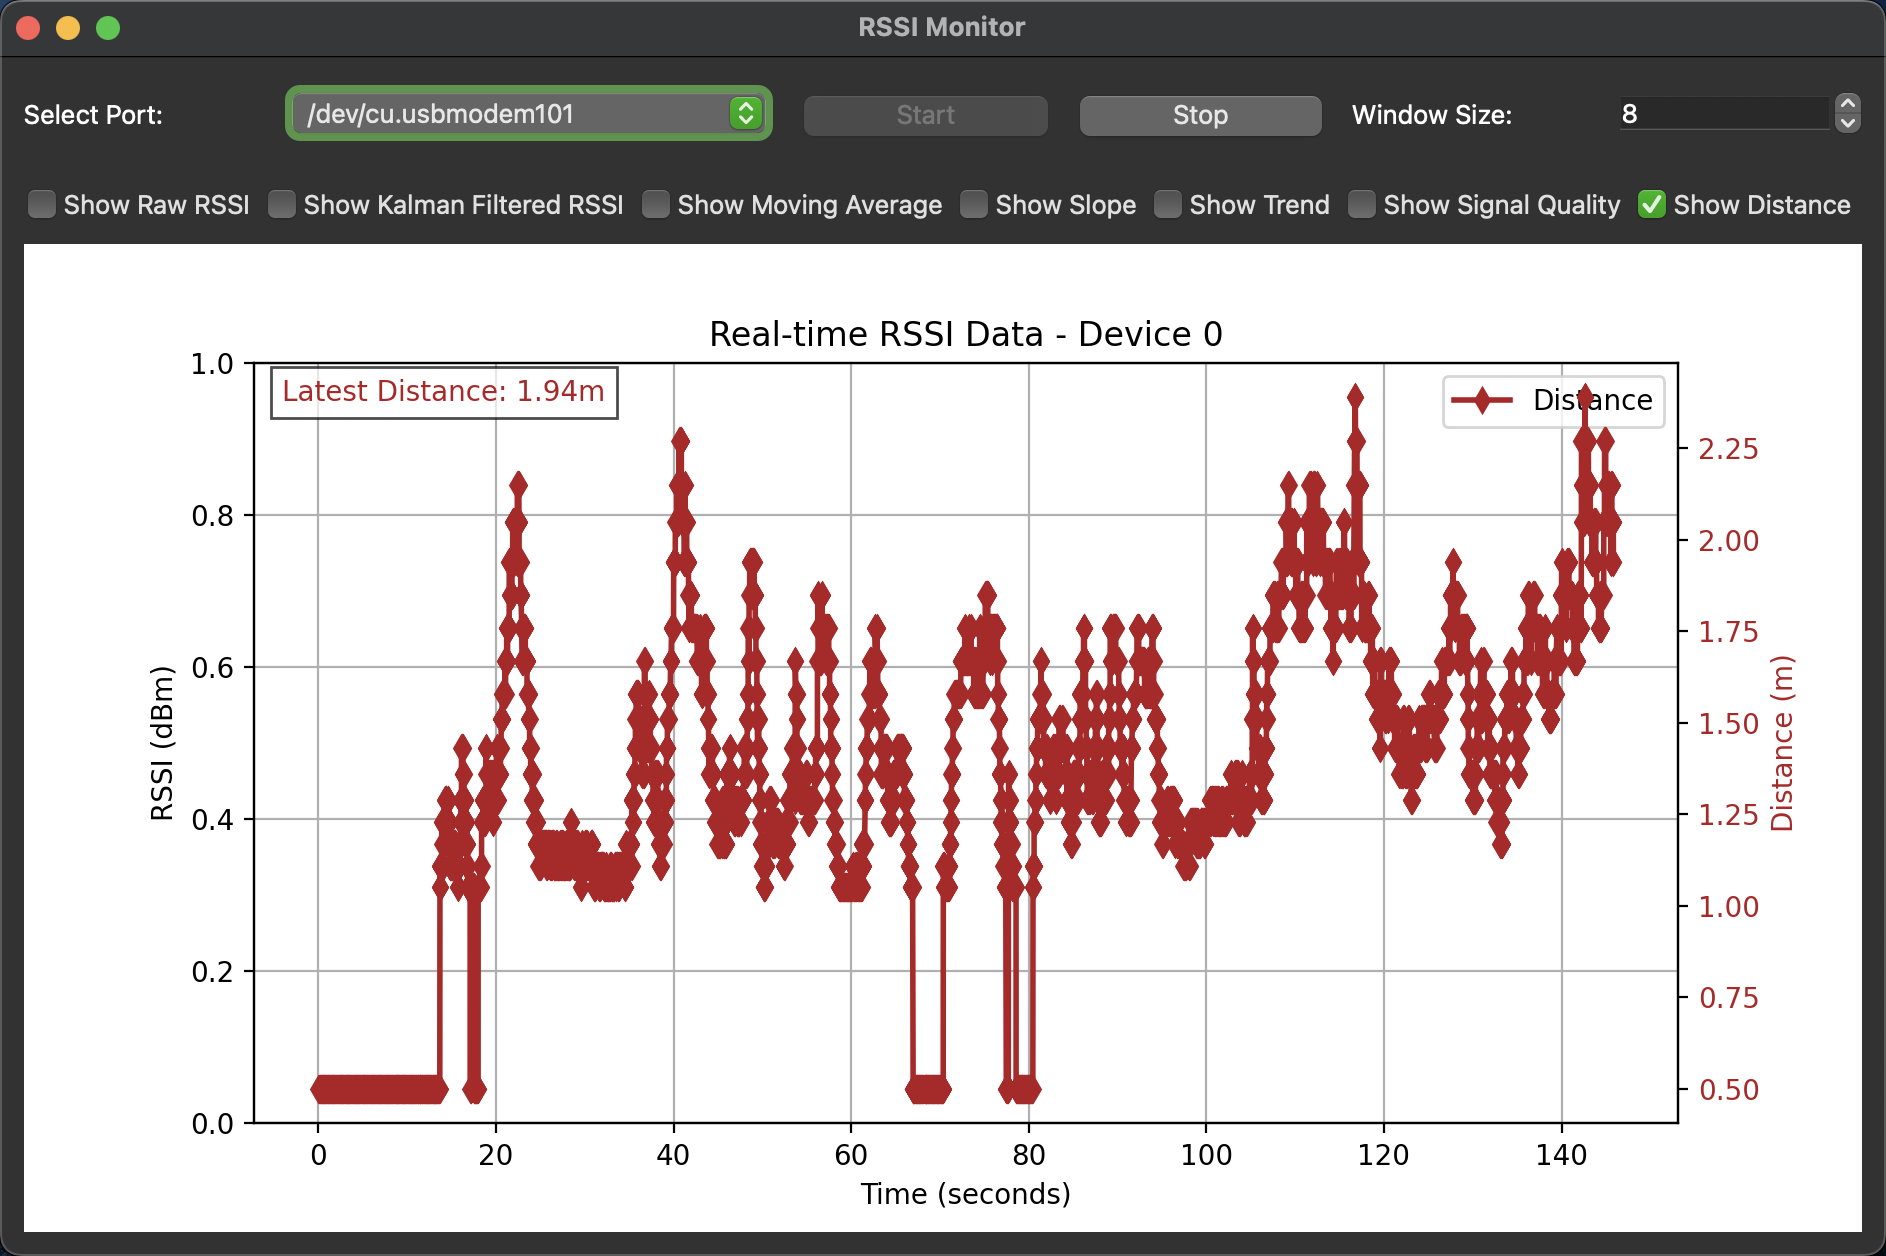 RSSI Monitor
Select Port: /dev/cu.usbmodem101 Start Stop Window Size: 8
Show Raw RSSI Show Kalman Filtered RSSI Show Moving Average Show Slope Show Trend Show Signal Quality Show Distance
Real-time RSSI Data - Device 0
Latest Distance: 1.94m
Distance
RSSI (dBm)
1.0
0.8
0.6
0.4
0.2
0.0
Distance (m)
2.25
2.00
1.75
1.50
1.25
1.00
0.75
0.50
0 20 40 60 80 100 120 140
Time (seconds)